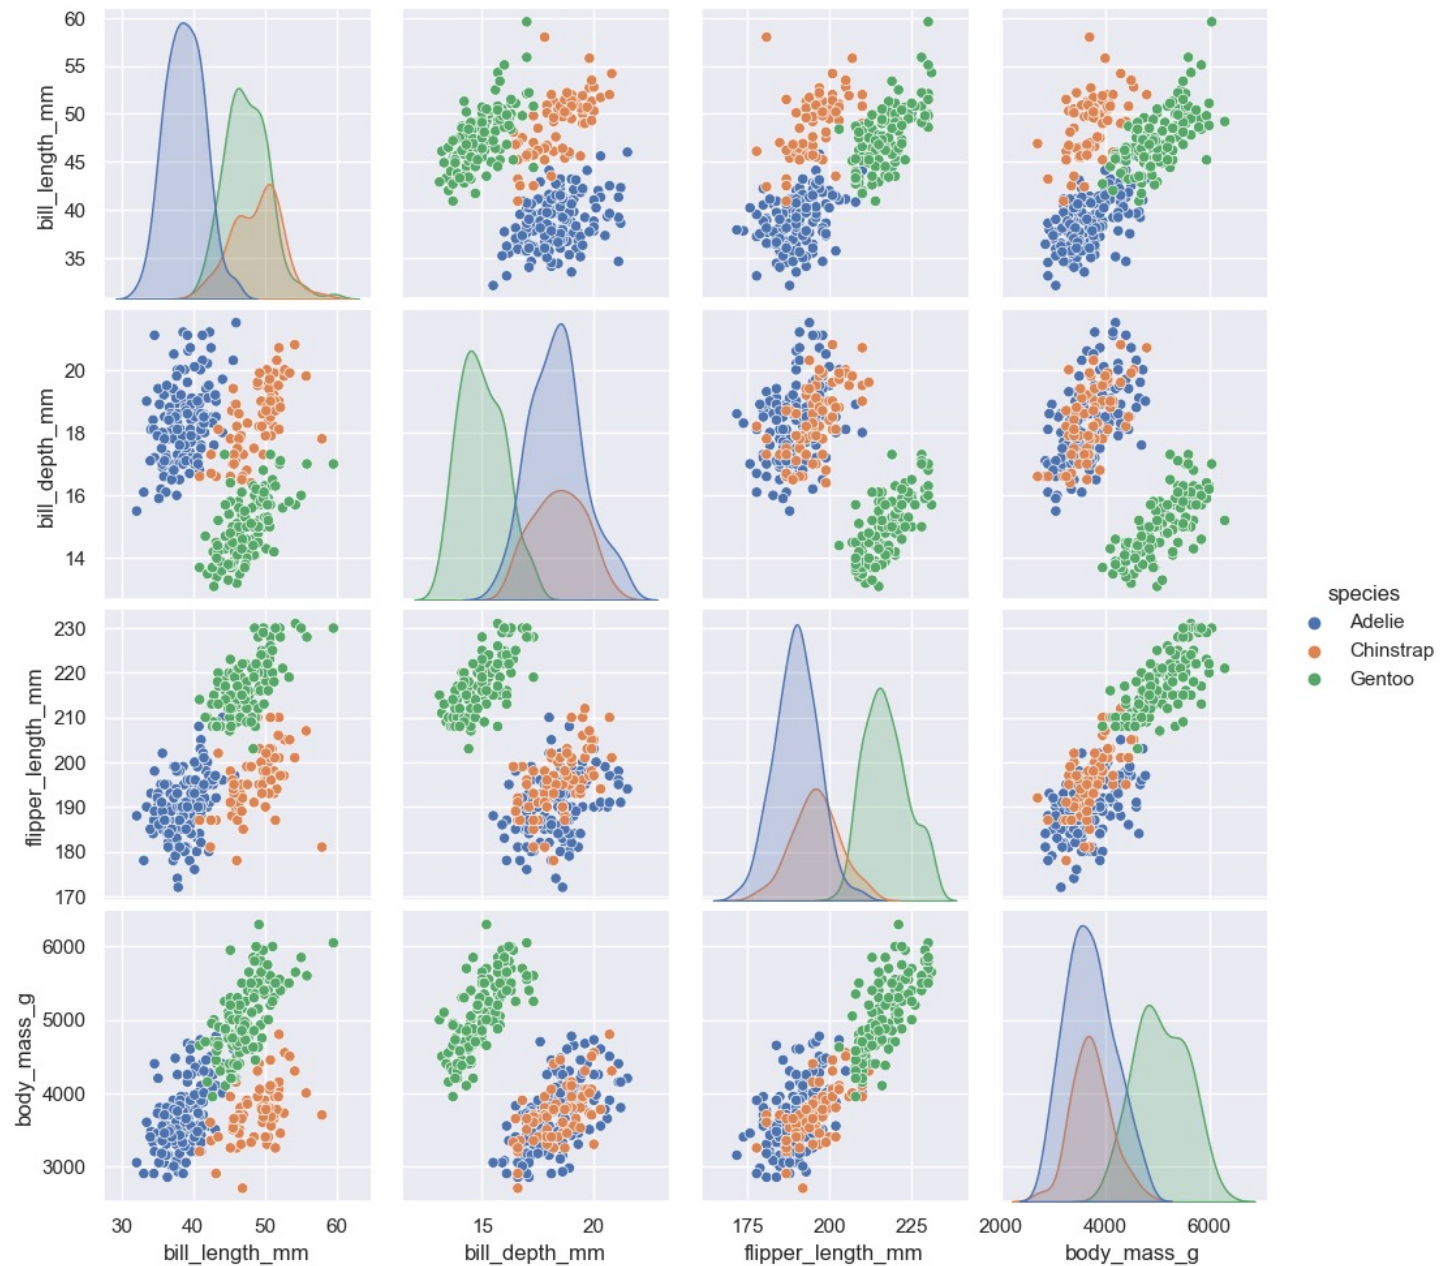 60
55
50
45
40
35
bill_length_mm
20
18
16
14
bill_depth_mm
230
220
210
200
190
180
170
flipper_length_mm
6000
5000
4000
3000
body_mass_g
30 40 50 60
bill_length_mm
15 20
bill_depth_mm
175 200 225
flipper_length_mm
2000 4000 6000
body_mass_g
species
Adelie
Chinstrap
Gentoo